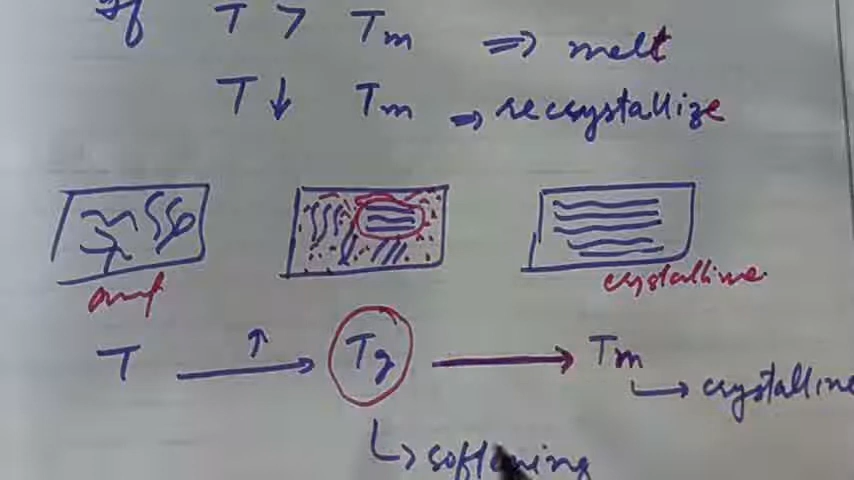 If T > Tm ⇒ melt
T ↓ Tm ⇒ recrystallize
amf crystalline
T ↑→ Tg → Tm
↳ crystalline
↳ softening